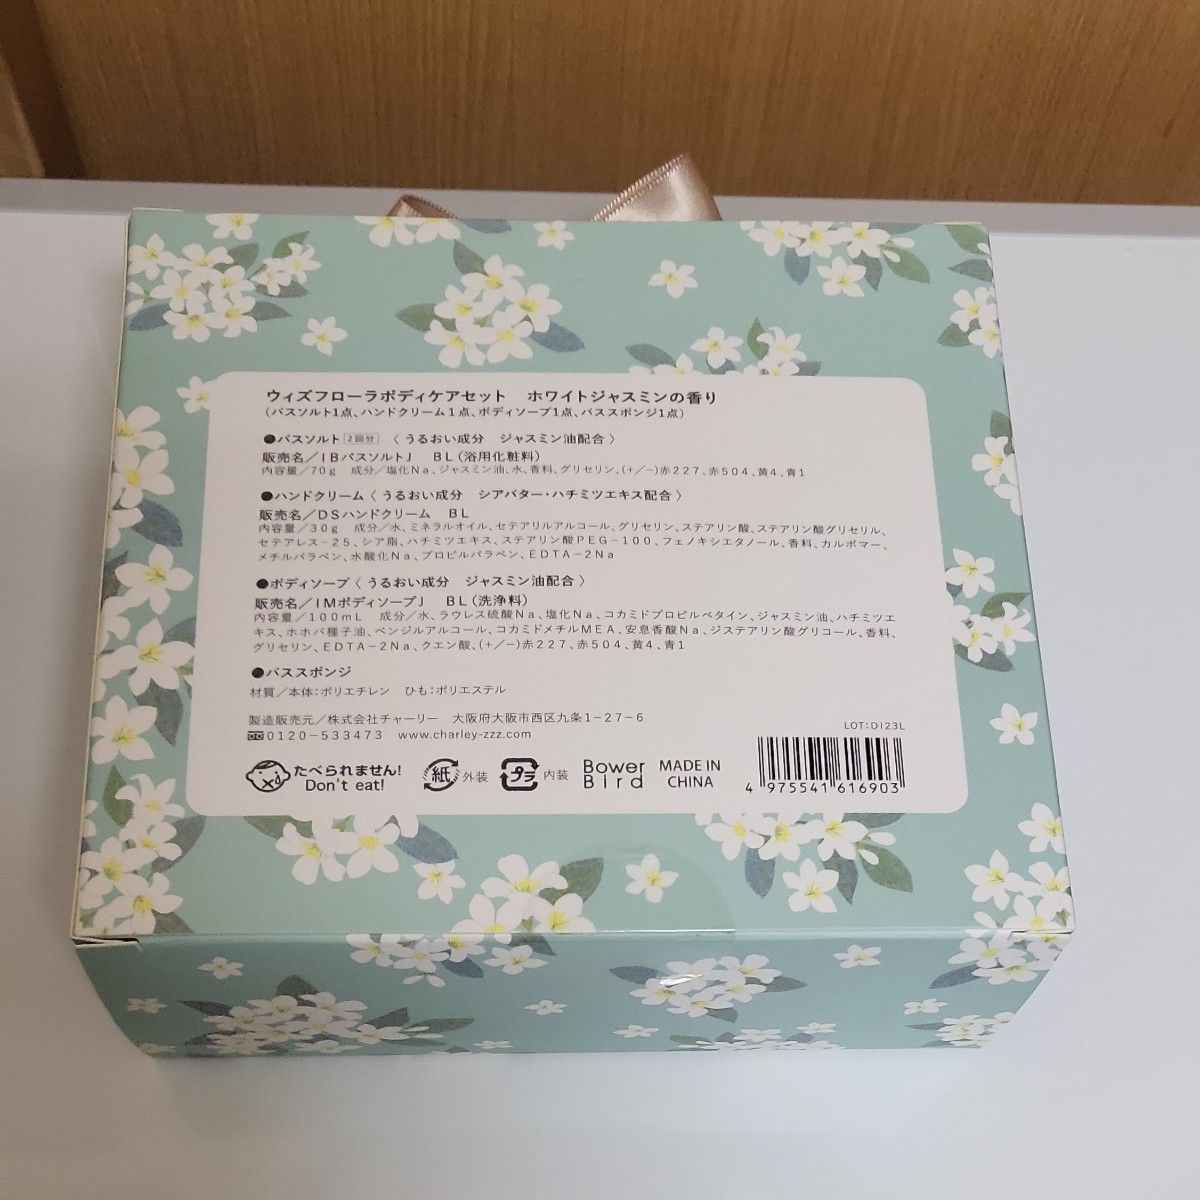 ウィズフローラボディケアセット　ホワイトジャスミンの香り
（バスソルト1点、ハンドクリーム1点、ボディソープ1点、バススポンジ1点）
●バスソルト 2回分 〈 うるおい成分　ジャスミン油配合 〉
販売名／IBバスソルトJ　BL（浴用化粧料）
内容量／70g　成分／塩化Na、ジャスミン油、水、香料、グリセリン、(+/−)赤227、赤504、黄4、青1
●ハンドクリーム〈 うるおい成分　シアバター・ハチミツエキス配合 〉
販売名／DSハンドクリーム　BL
内容量／30g　成分／水、ミネラルオイル、セテアリルアルコール、グリセリン、ステアリン酸、ステアリン酸グリセリル、
セテアレス−25、シア脂、ハチミツエキス、ステアリン酸PEG−100、フェノキシエタノール、香料、カルボマー、
メチルパラベン、水酸化Na、プロピルパラベン、EDTA−2Na
●ボディソープ〈 うるおい成分　ジャスミン油配合 〉
販売名／IMボディソープJ　BL（洗浄料）
内容量／100mL　成分／水、ラウレス硫酸Na、塩化Na、コカミドプロピルベタイン、ジャスミン油、ハチミツエ
キス、ホホバ種子油、ベンジルアルコール、コカミドメチルMEA、安息香酸Na、ジステアリン酸グリコール、香料、
グリセリン、EDTA−2Na、クエン酸、(+/−)赤227、赤504、黄4、青1
●バススポンジ
材質／本体：ポリエチレン　ひも：ポリエステル
製造販売元／株式会社チャーリー　大阪府大阪市西区九条1−27−6
0120−533473　www.charley-zzz.com
LOT:DI23L
たべられません!
Don't eat!
紙 外装
プラ 内装
Bower
Bird
MADE IN
CHINA
4 975541 616903